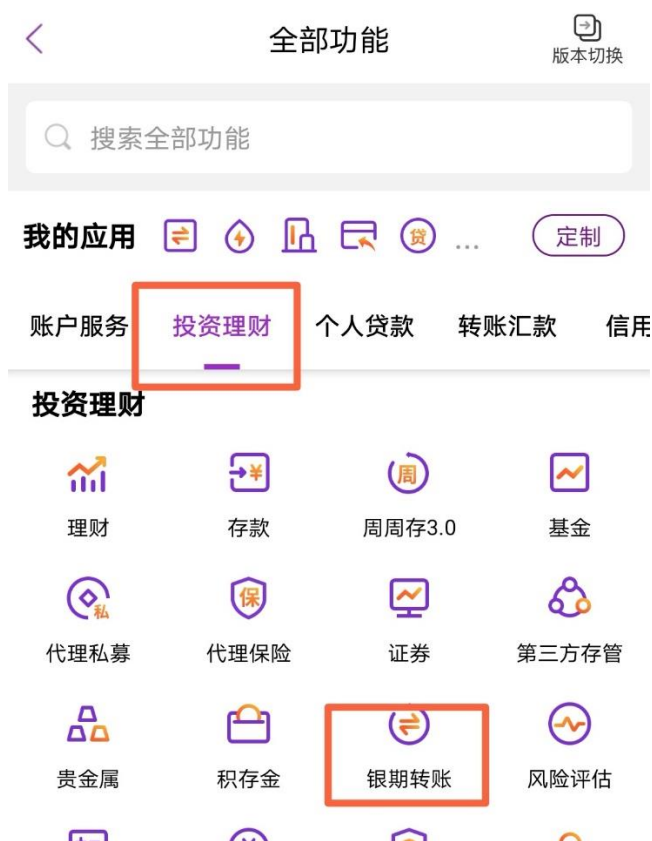 全部功能
版本切换
搜索全部功能
我的应用 贷 ... 定制
账户服务 投资理财 个人贷款 转账汇款 信用
投资理财
¥ 周
理财 存款 周周存3.0 基金
私 保
代理私募 代理保险 证券 第三方存管
贵金属 积存金 银期转账 风险评估